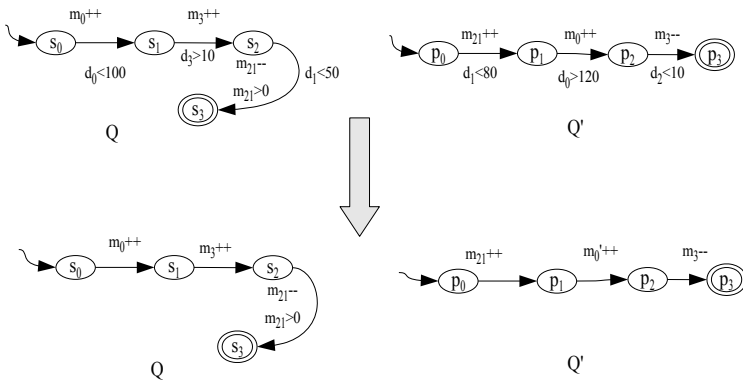 m₀++ m₃++
s₀ s₁ s₂
d₀<100 d₃>10 m₂₁-- d₁<50
m₂₁>0
s₃
Q
m₂₁++ m₀++ m₃--
p₀ p₁ p₂ p₃
d₁<80 d₀>120 d₂<10
Q'
m₀++ m₃++
s₀ s₁ s₂
m₂₁--
m₂₁>0
s₃
Q
m₂₁++ m₀'++ m₃--
p₀ p₁ p₂ p₃
Q'